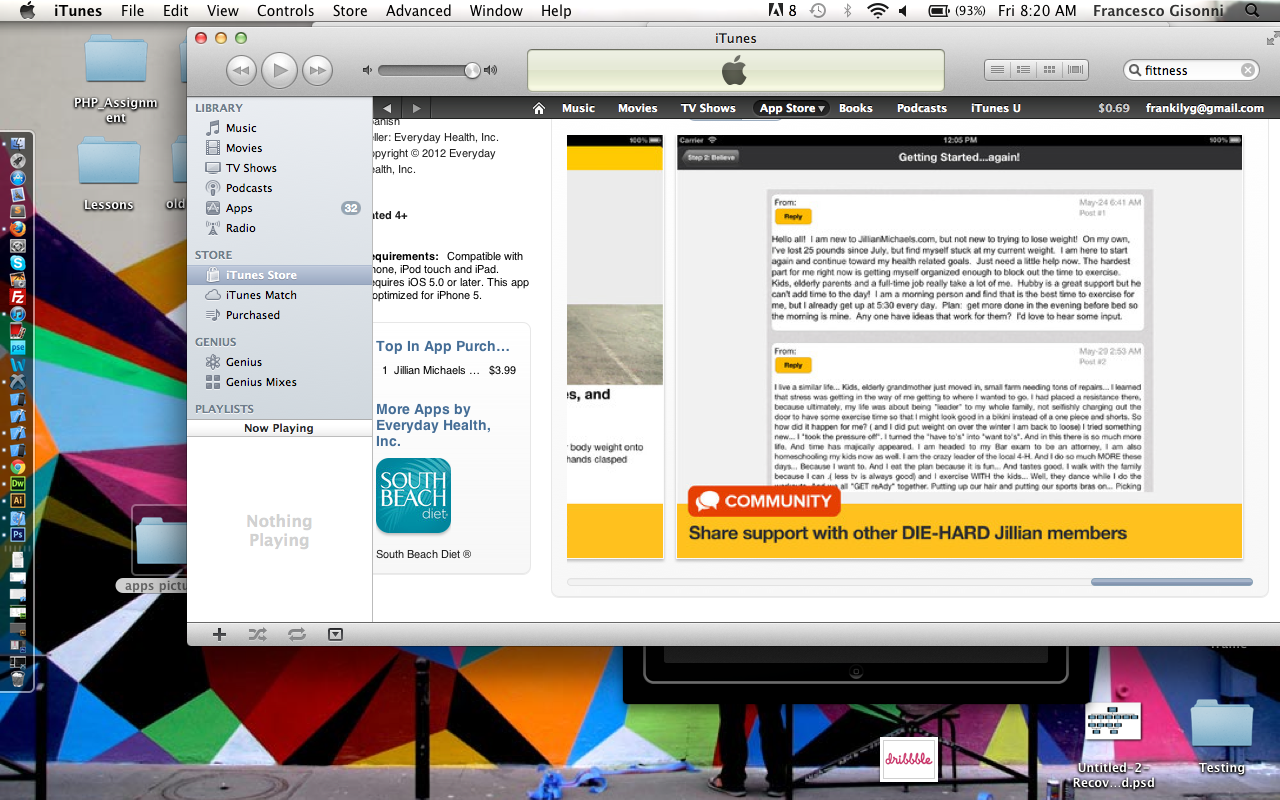 iTunes File Edit View Controls Store Advanced Window Help
8 (93%) Fri 8:20 AM Francesco Gisonni
iTunes
fittness
Music Movies TV Shows App Store Books Podcasts iTunes U $0.69 frankilyg@gmail.com
LIBRARY
Music
Movies
TV Shows
Podcasts
Apps 32
Radio
STORE
iTunes Store
iTunes Match
Purchased
GENIUS
Genius
Genius Mixes
PLAYLISTS
Now Playing
Nothing
Playing
anish
ller: Everyday Health, Inc.
opyright © 2012 Everyday
ealth, Inc.
ated 4+
equirements: Compatible with
hone, iPod touch and iPad.
equires iOS 5.0 or later. This app
optimized for iPhone 5.
Top In App Purch...
1 Jillian Michaels ... $3.99
More Apps by
Everyday Health,
Inc.
SOUTH
BEACH
diet
South Beach Diet ®
100%
es, and
r body weight onto
hands clasped
Carrier 12:05 PM 100%
Step 2: Believe Getting Started...again!
From: May-24 6:41 AM
Reply Post #1
Hello all! I am new to JillianMichaels.com, but not new to trying to lose weight! On my own,
I've lost 25 pounds since July, but find myself stuck at my current weight. I am here to start
again and continue toward my health related goals. Just need a little help now. The hardest
part for me right now is getting myself organized enough to block out the time to exercise.
Kids, elderly parents and a full-time job really take a lot of me. Hubby is a great support but he
can't add time to the day! I am a morning person and find that is the best time to exercise for
me, but I already get up at 5:30 every day. Plan: get more done in the evening before bed so
the morning is mine. Any one have ideas that work for them? I'd love to hear some input.
From: May-29 2:53 AM
Reply Post #2
I live a similar life... Kids, elderly grandmother just moved in, small farm needing tons of repairs... I learned
that stress was getting in the way of me getting to where I wanted to go. I had placed a resistance there,
because ultimately, my life was about being "leader" to my whole family, not selfishly charging out the
door to have some exercise time so that I might look good in a bikini instead of a one piece and shorts. So
how did it happen for me? ( and I did put weight on over the winter I am back to loose) I tried something
new... I "took the pressure off". I turned the "have to's" into "want to's". And in this there is so much more
life. And time has majically appeared. I am headed to my Bar exam to be an attorney, I am also
homeschooling my kids now as well. I am the crazy leader of the local 4-H. And I do so much MORE these
days... Because I want to. And I eat the plan because it is fun... And tastes good. I walk with the family
because I can .( less tv is always good) and I exercise WITH the kids... Well, they dance while I do the
all "GET reAdy" together. Putting up our hair and putting our sports bras on... Picking
COMMUNITY
Share support with other DIE-HARD Jillian members
PHP_Assignm
ent
Lessons
old
apps pictu
dribbble
Untitled-2-
Recov...d.psd
Testing
Dw
Ai
Ps
pse